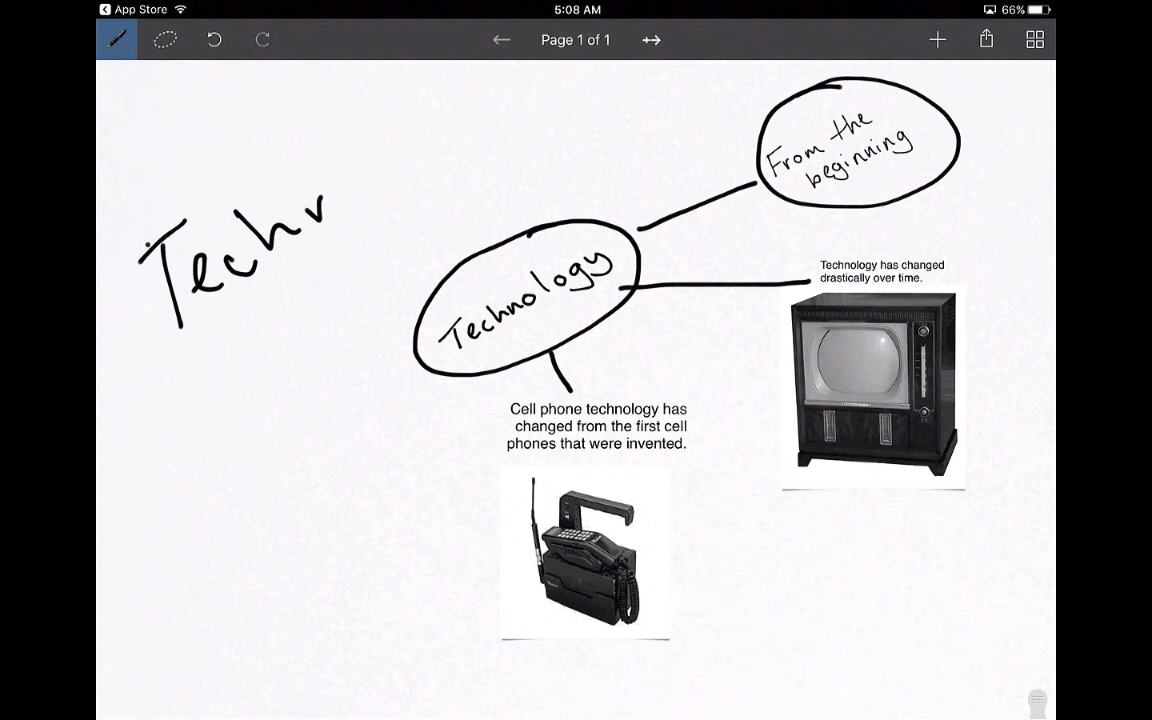 App Store
5:08 AM
66%
Page 1 of 1
From the
beginning
Techn
Technology
Technology has changed
drastically over time.
Cell phone technology has
changed from the first cell
phones that were invented.